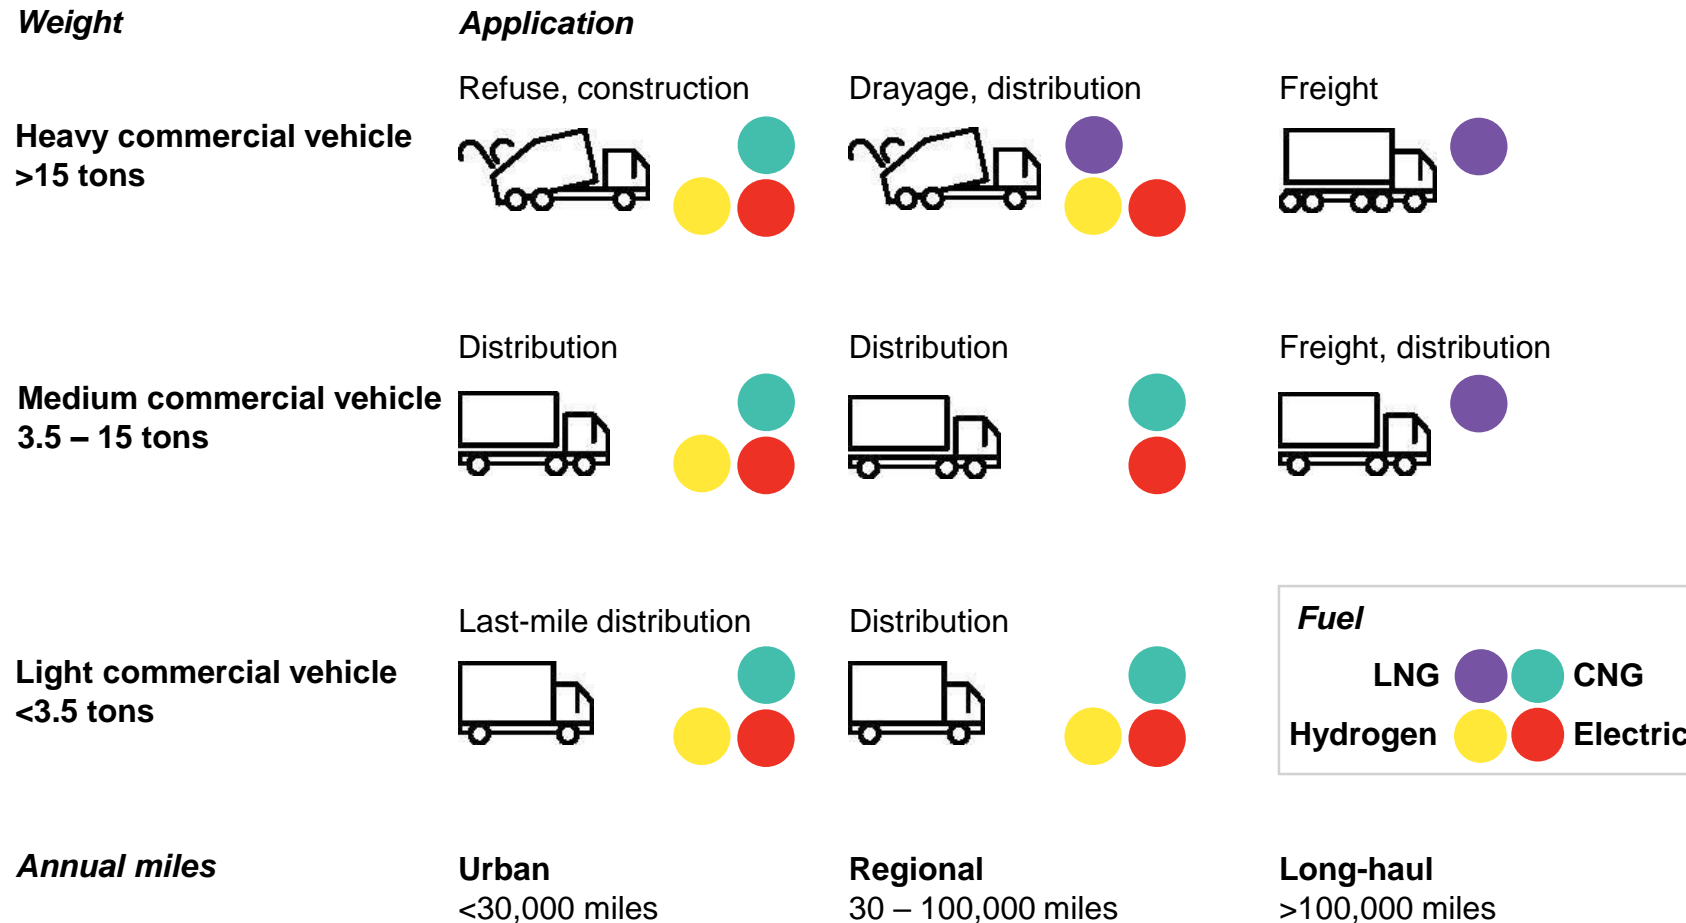 Weight
Application
Refuse, construction
Drayage, distribution
Freight
Heavy commercial vehicle
>15 tons
Distribution
Distribution
Freight, distribution
Medium commercial vehicle
3.5 – 15 tons
Last-mile distribution
Distribution
Light commercial vehicle
<3.5 tons
Fuel
LNG
CNG
Hydrogen
Electric
Annual miles
Urban
<30,000 miles
Regional
30 – 100,000 miles
Long-haul
>100,000 miles